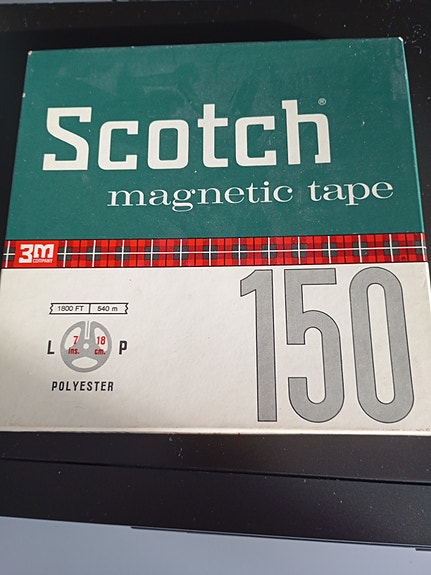 Scotch®
magnetic tape
3M
COMPANY
150
1800 FT 540 m
L 7 ins. 18 cm. P
POLYESTER